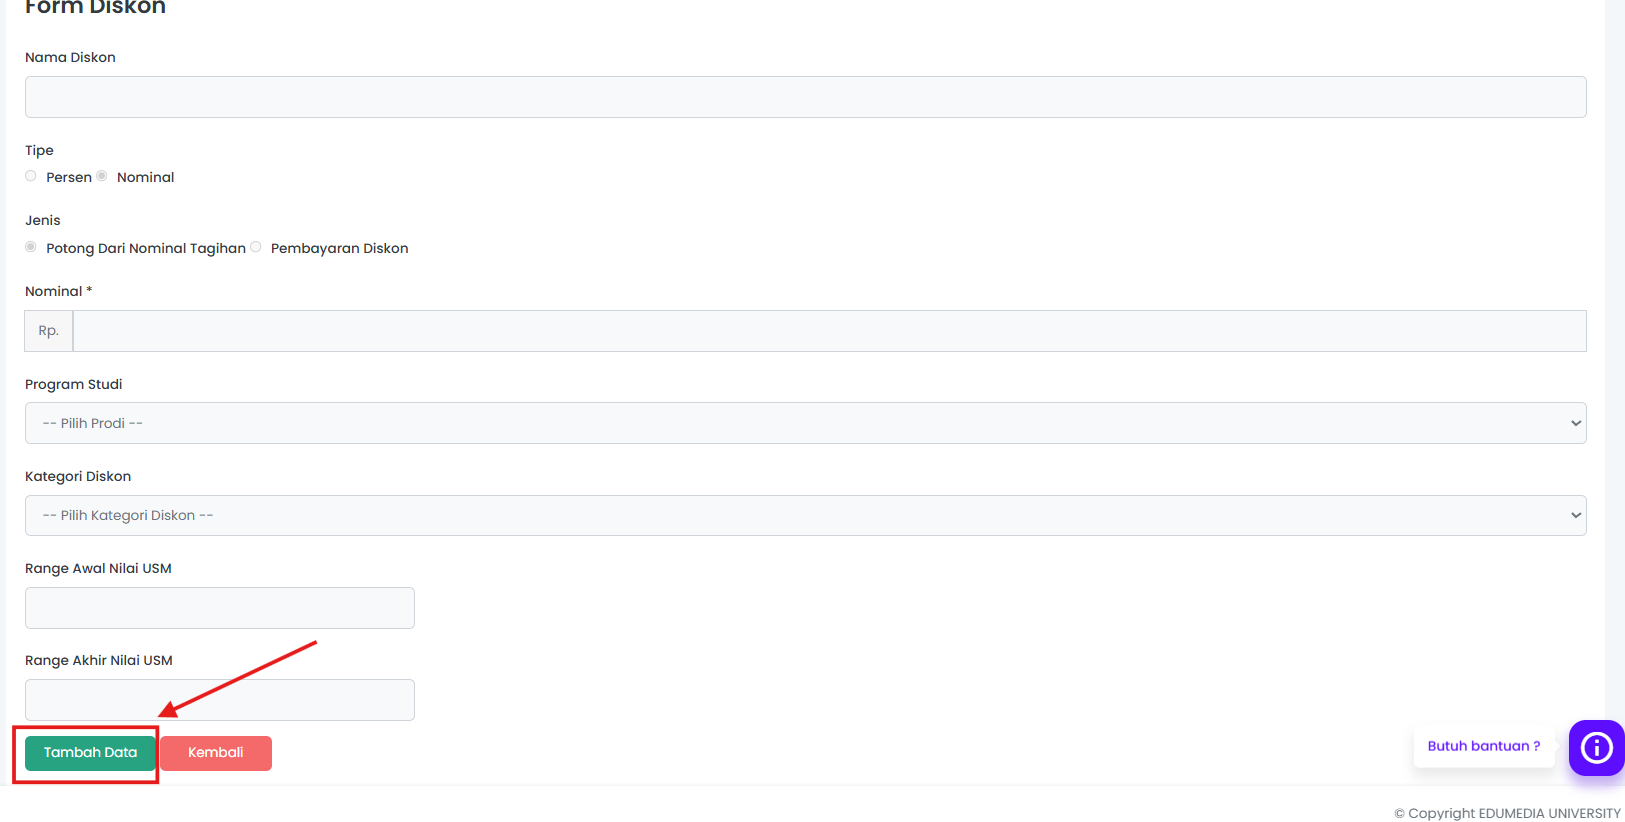 Form Diskon
Nama Diskon
Tipe
Persen Nominal
Jenis
Potong Dari Nominal Tagihan Pembayaran Diskon
Nominal *
Rp.
Program Studi
-- Pilih Prodi --
Kategori Diskon
-- Pilih Kategori Diskon --
Range Awal Nilai USM
Range Akhir Nilai USM
Tambah Data Kembali
Butuh bantuan ?
© Copyright EDUMEDIA UNIVERSITY